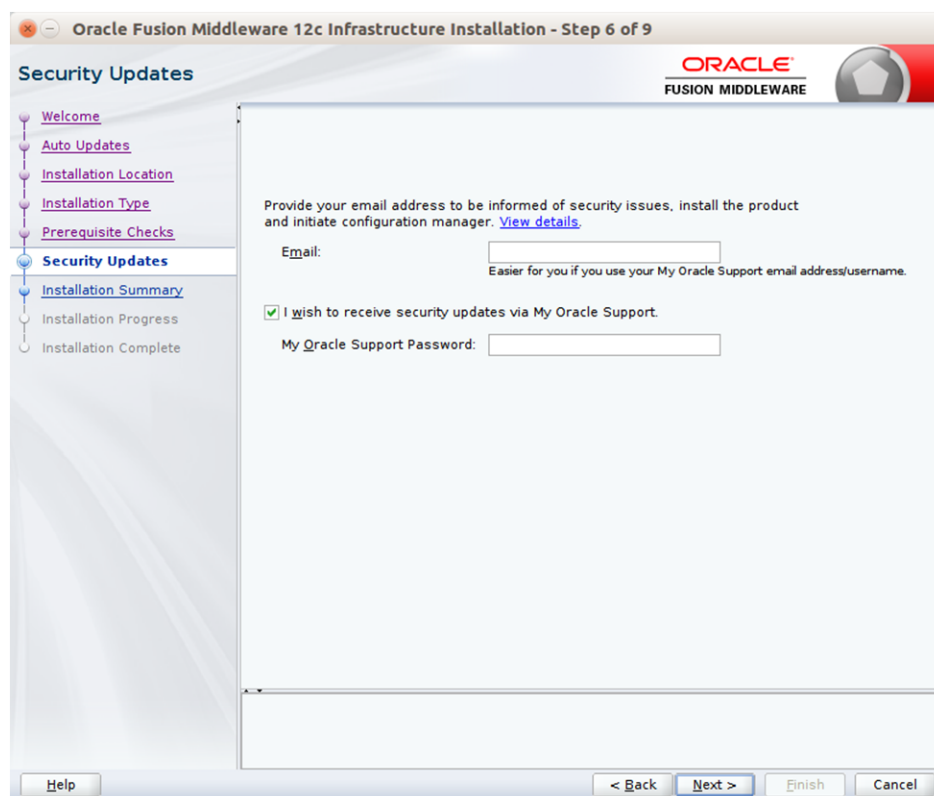 Oracle Fusion Middleware 12c Infrastructure Installation - Step 6 of 9
Security Updates
ORACLE
FUSION MIDDLEWARE
Welcome
Auto Updates
Installation Location
Installation Type
Prerequisite Checks
Security Updates
Installation Summary
Installation Progress
Installation Complete
Provide your email address to be informed of security issues, install the product
and initiate configuration manager. View details.
Email:
Easier for you if you use your My Oracle Support email address/username.
I wish to receive security updates via My Oracle Support.
My Oracle Support Password:
Help
< Back
Next >
Finish
Cancel